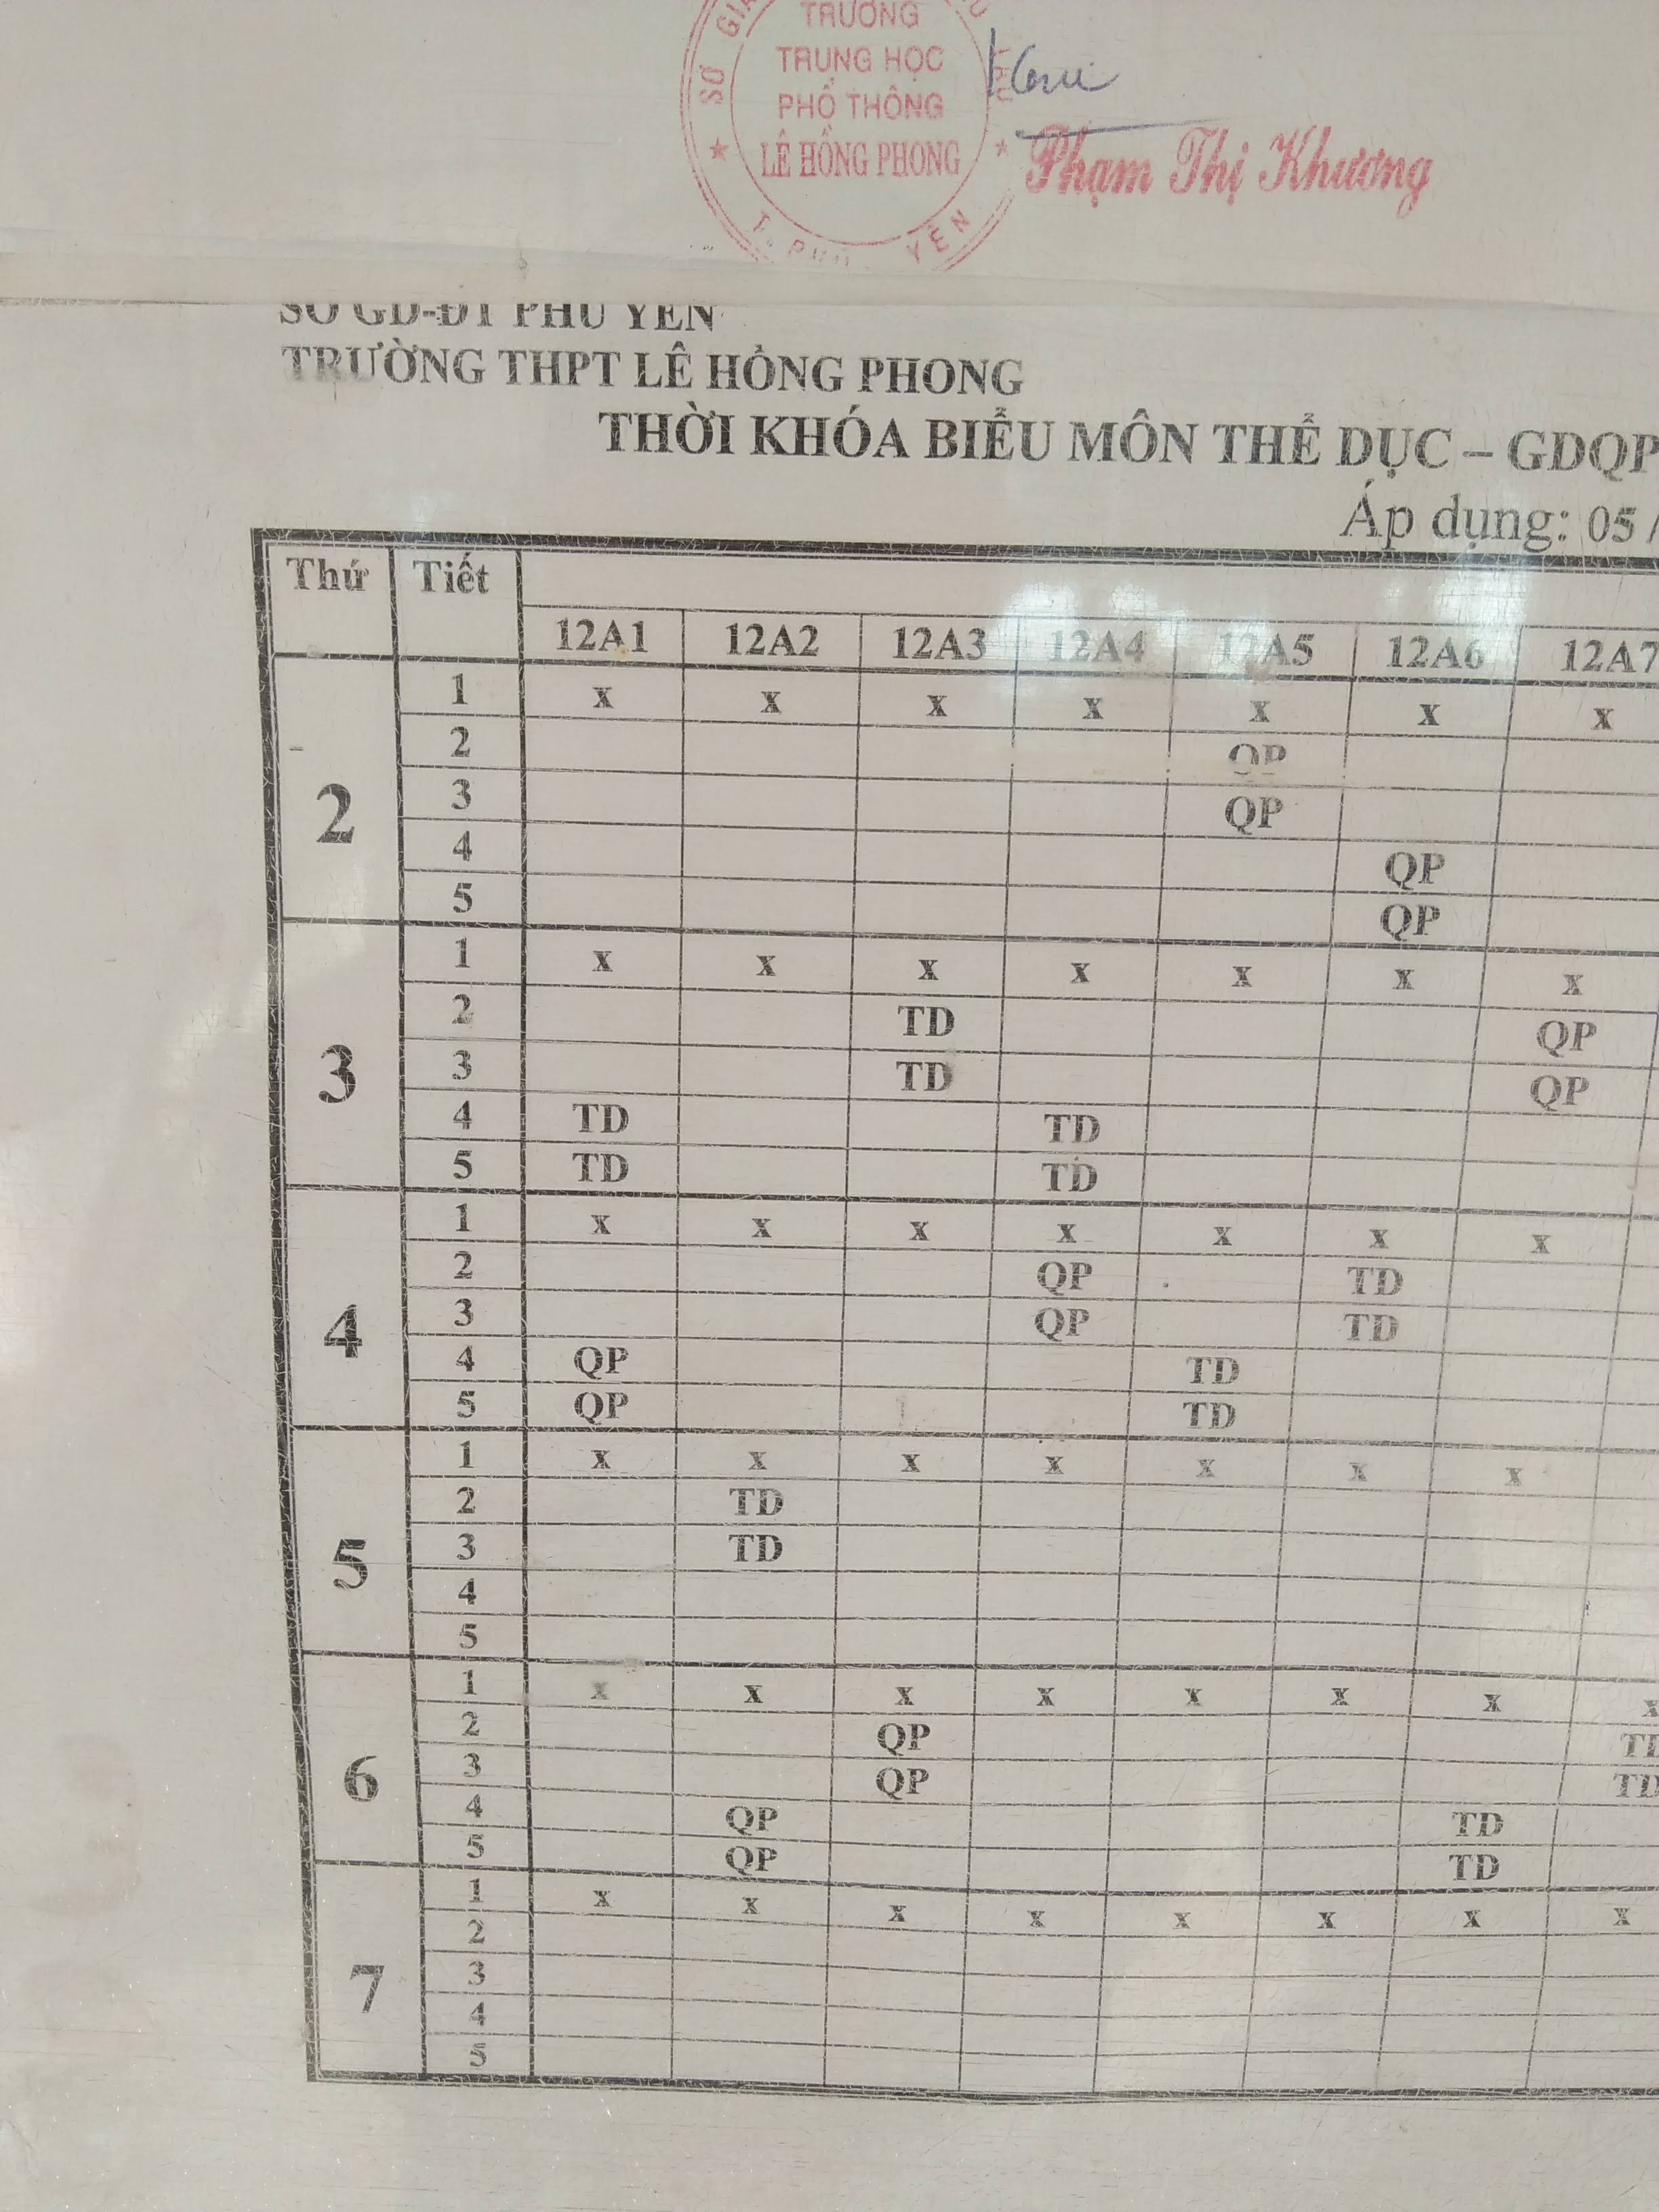 SỞ GIÁ
TRƯỜNG
TRUNG HỌC
PHỔ THÔNG
LÊ HỒNG PHONG
T. PHÚ YÊN
Phạm Thị Khương
SỞ GD-ĐT PHÚ YÊN
TRƯỜNG THPT LÊ HỒNG PHONG
THỜI KHÓA BIỂU MÔN THỂ DỤC – GDQP
Áp dụng: 05 /
Thứ Tiết
12A1 12A2 12A3 12A4 12A5 12A6 12A7
2 1 x x x x x x x
2 QP
3 QP
4 QP
5 QP
3 1 x x x x x x x
2 TD QP
3 TD QP
4 TD TD
5 TD TD
4 1 x x x x x x x
2 QP TD
3 QP TD
4 QP TD
5 QP TD
5 1 x x x x x x x
2 TD
3 TD
4
5
6 1 x x x x x x x x
2 QP TD
3 QP TD
4 QP TD
5 QP TD
7 1 x x x x x x x x
2
3
4
5